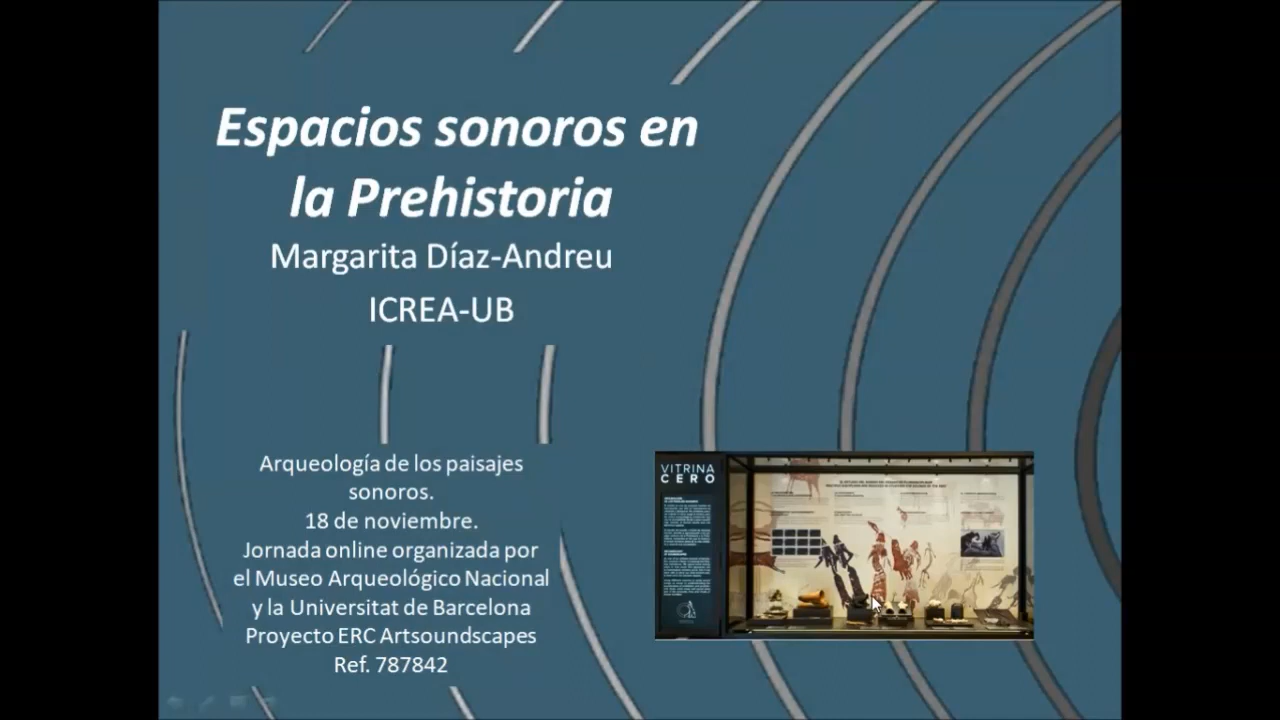 Espacios sonoros en
la Prehistoria
Margarita Díaz-Andreu
ICREA-UB
Arqueología de los paisajes
sonoros.
18 de noviembre.
Jornada online organizada por
el Museo Arqueológico Nacional
y la Universitat de Barcelona
Proyecto ERC Artsoundscapes
Ref. 787842
VITRINA
CERO